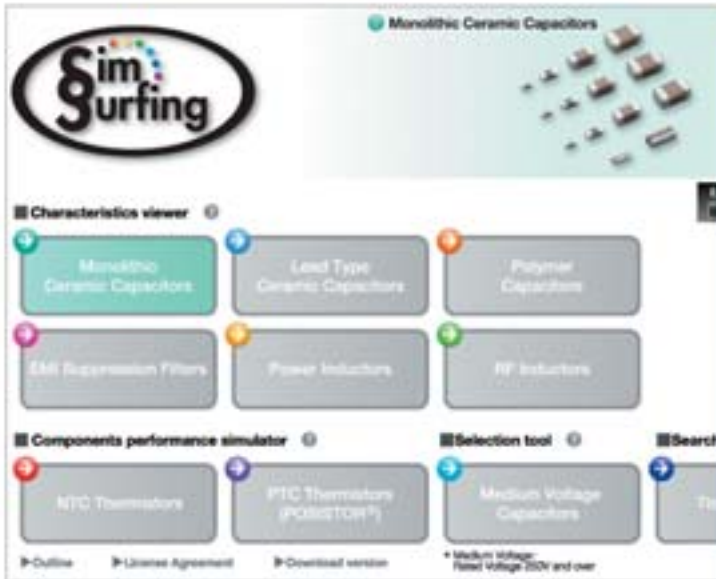 Sim
Surfing
Monolithic Ceramic Capacitors
Characteristics viewer
Monolithic
Ceramic Capacitors
Lead Type
Ceramic Capacitors
Polymer
Capacitors
EMI Suppression Filters
Power Inductors
RF Inductors
Components performance simulator
Selection tool
Search
NTC Thermistors
PTC Thermistors
(POSISTOR®)
Medium Voltage
Capacitors
Th
Outline
License Agreement
Download version
* Medium Voltage:
Rated Voltage 250V and over